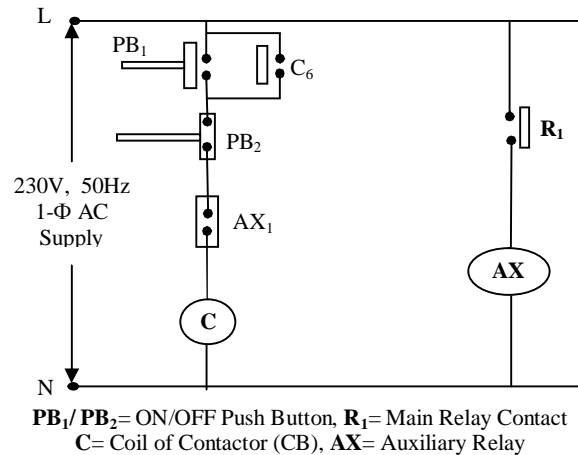 L
PB₁
C₆
R₁
PB₂
230V, 50Hz
1-Φ AC
Supply
AX₁
AX
C
N
PB₁/ PB₂= ON/OFF Push Button, R₁= Main Relay Contact
C= Coil of Contactor (CB), AX= Auxiliary Relay